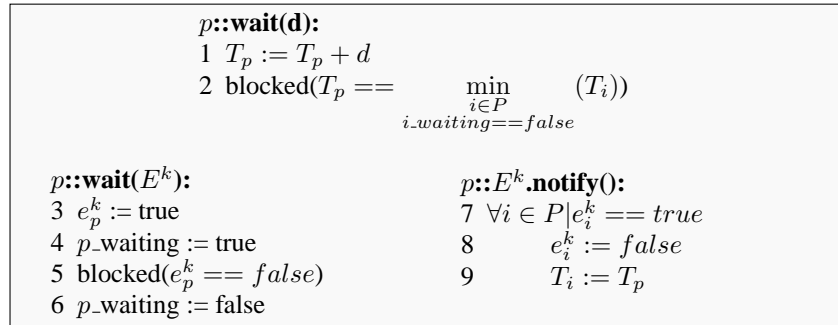 p::wait(d):
1 T_p := T_p + d
2 blocked(T_p == min (T_i))
i∈P
i_waiting==false
p::wait(E^k):
3 e_p^k := true
4 p_waiting := true
5 blocked(e_p^k == false)
6 p_waiting := false
p::E^k.notify():
7 ∀i ∈ P|e_i^k == true
8 e_i^k := false
9 T_i := T_p